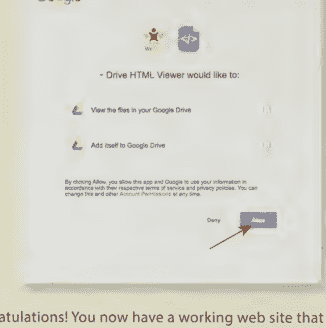 - Drive HTML Viewer would like to:
View the files in your Google Drive
Add itself to Google Drive
By clicking Allow, you allow this app and Google to use your information in
accordance with their respective terms of service and privacy policies. You can
change this and other Account Permissions at any time.
Deny Allow
atulations! You now have a working web site that